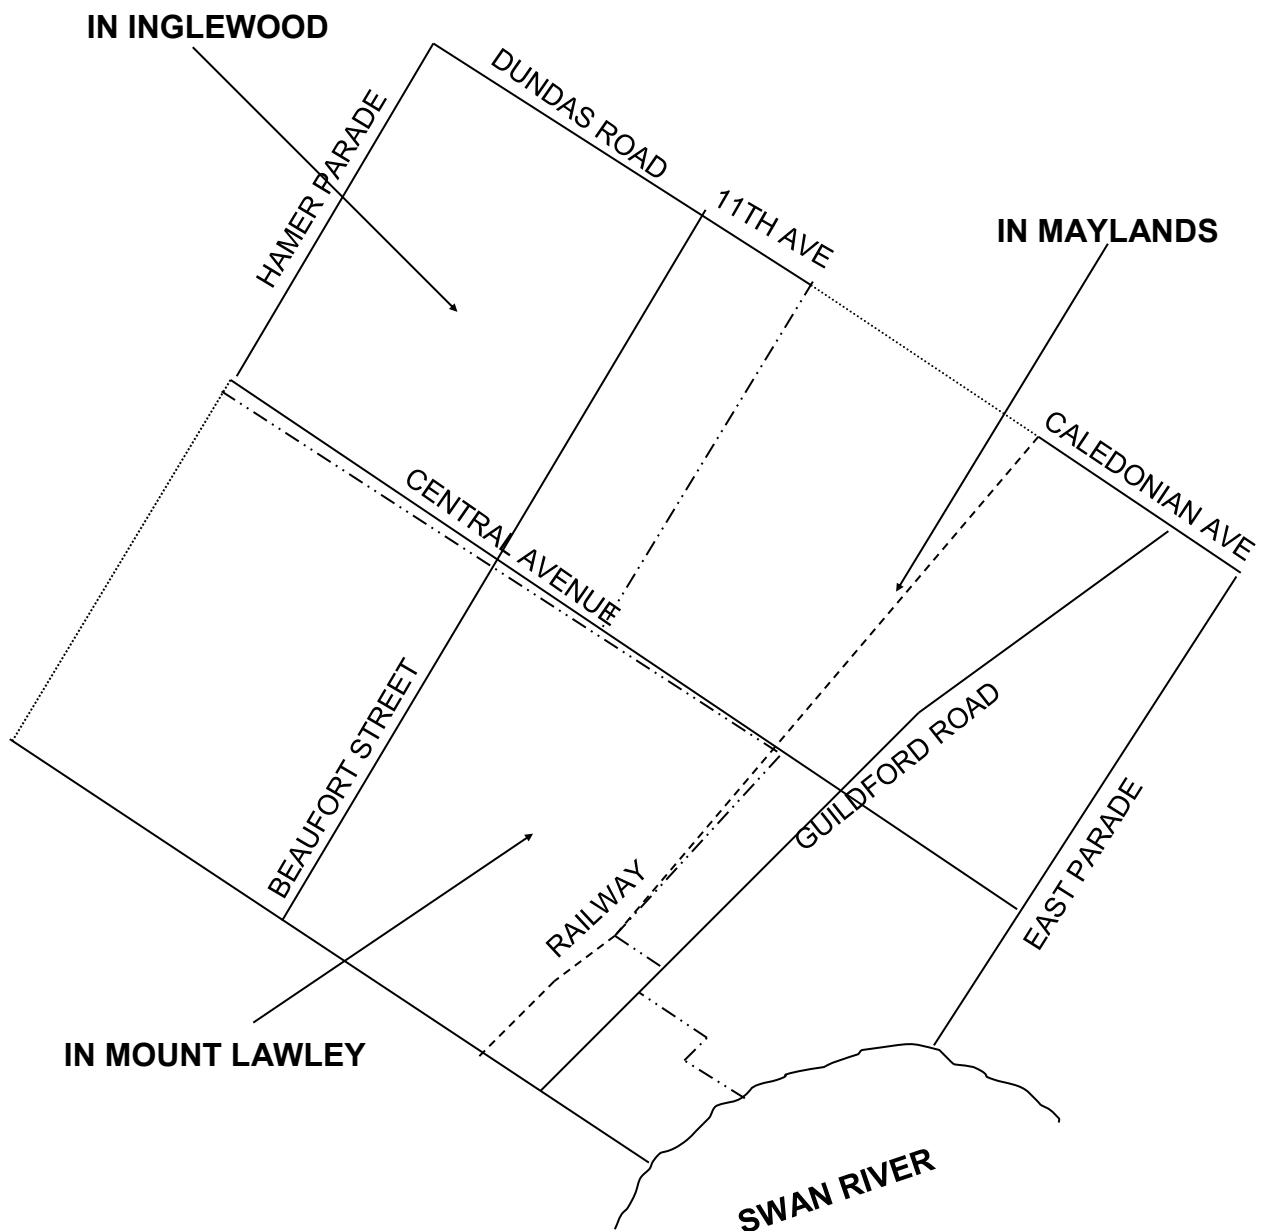 IN INGLEWOOD
DUNDAS ROAD
HAMER PARADE
11TH AVE
IN MAYLANDS
CALEDONIAN AVE
CENTRAL AVENUE
BEAUFORT STREET
GUILDFORD ROAD
EAST PARADE
RAILWAY
IN MOUNT LAWLEY
SWAN RIVER